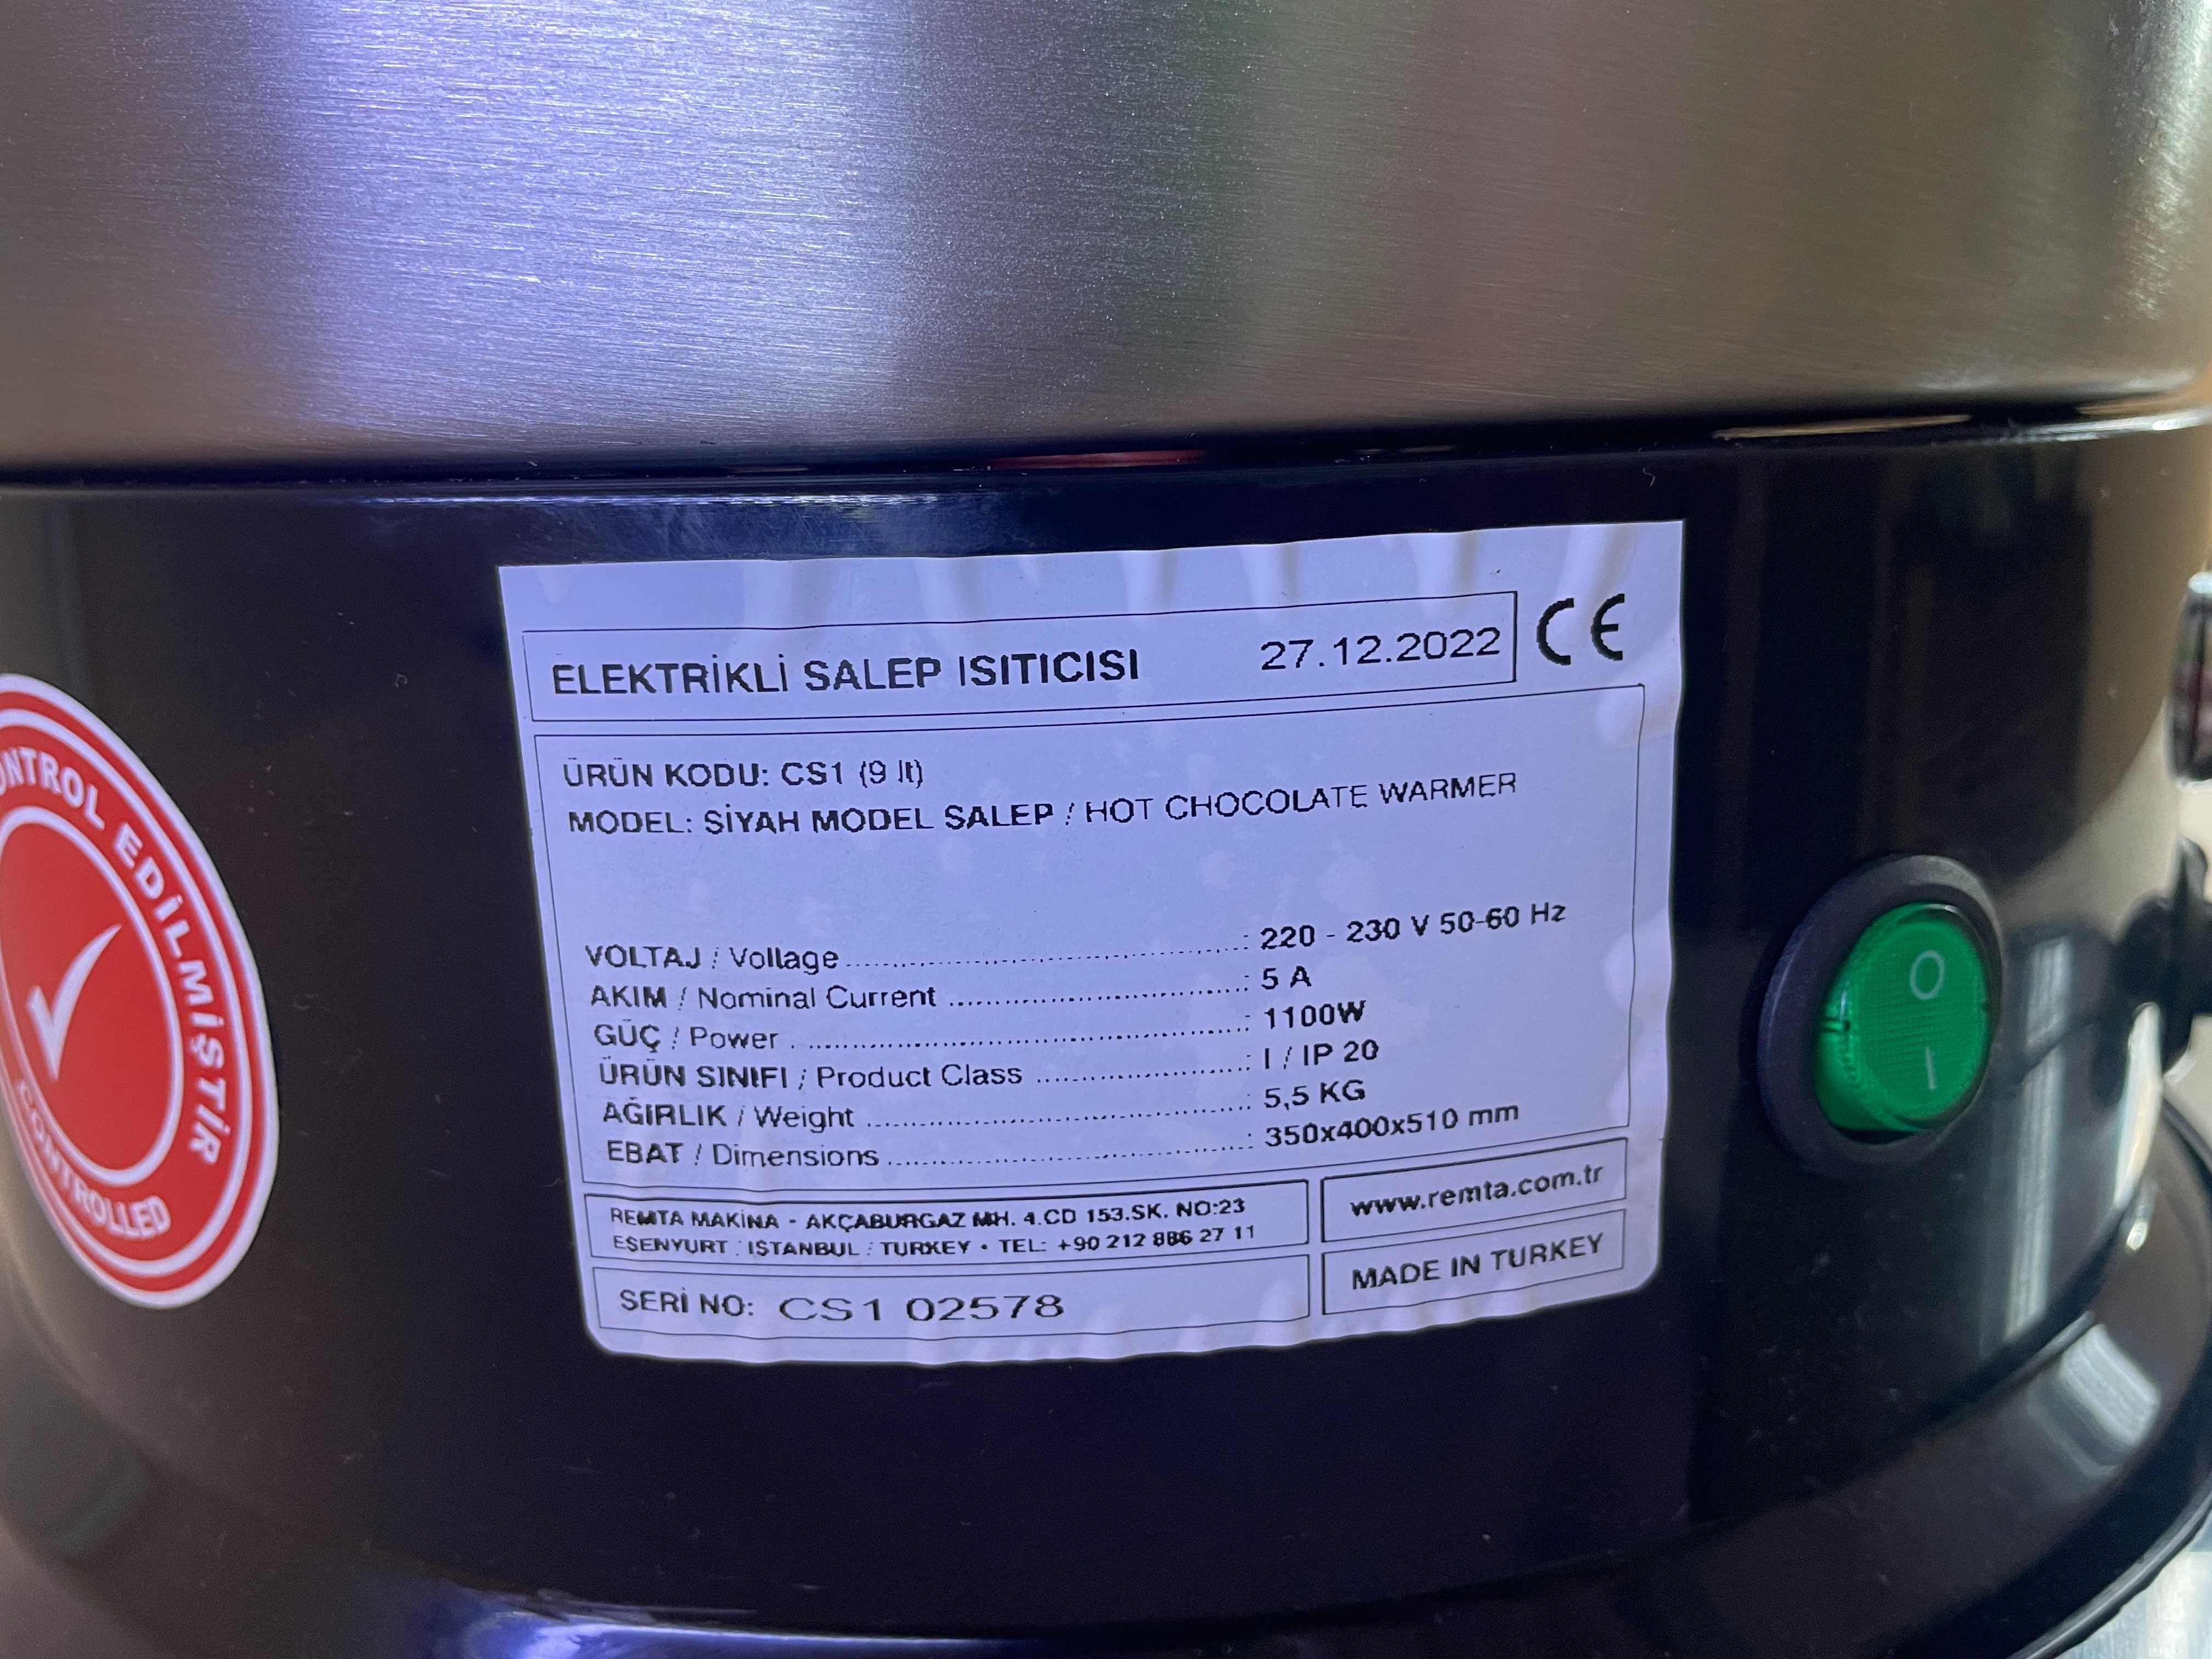 ELEKTRİKLİ SALEP ISITICISI 27.12.2022 CE
ÜRÜN KODU: CS1 (9 lt)
MODEL: SİYAH MODEL SALEP / HOT CHOCOLATE WARMER
VOLTAJ / Vollage : 220 - 230 V 50-60 Hz
AKIM / Nominal Current : 5 A
GÜÇ / Power : 1100W
ÜRÜN SINIFI / Product Class : I / IP 20
AĞIRLIK / Weight : 5,5 KG
EBAT / Dimensions : 350x400x510 mm
REMTA MAKİNA - AKÇABURGAZ MH. 4.CD 153.SK. NO:23
ESENYURT / İSTANBUL / TURKEY • TEL: +90 212 886 27 11
www.remta.com.tr
SERİ NO: CS1 02578
MADE IN TURKEY
ONTROL EDİLMİŞTİR
CONTROLLED
O
I